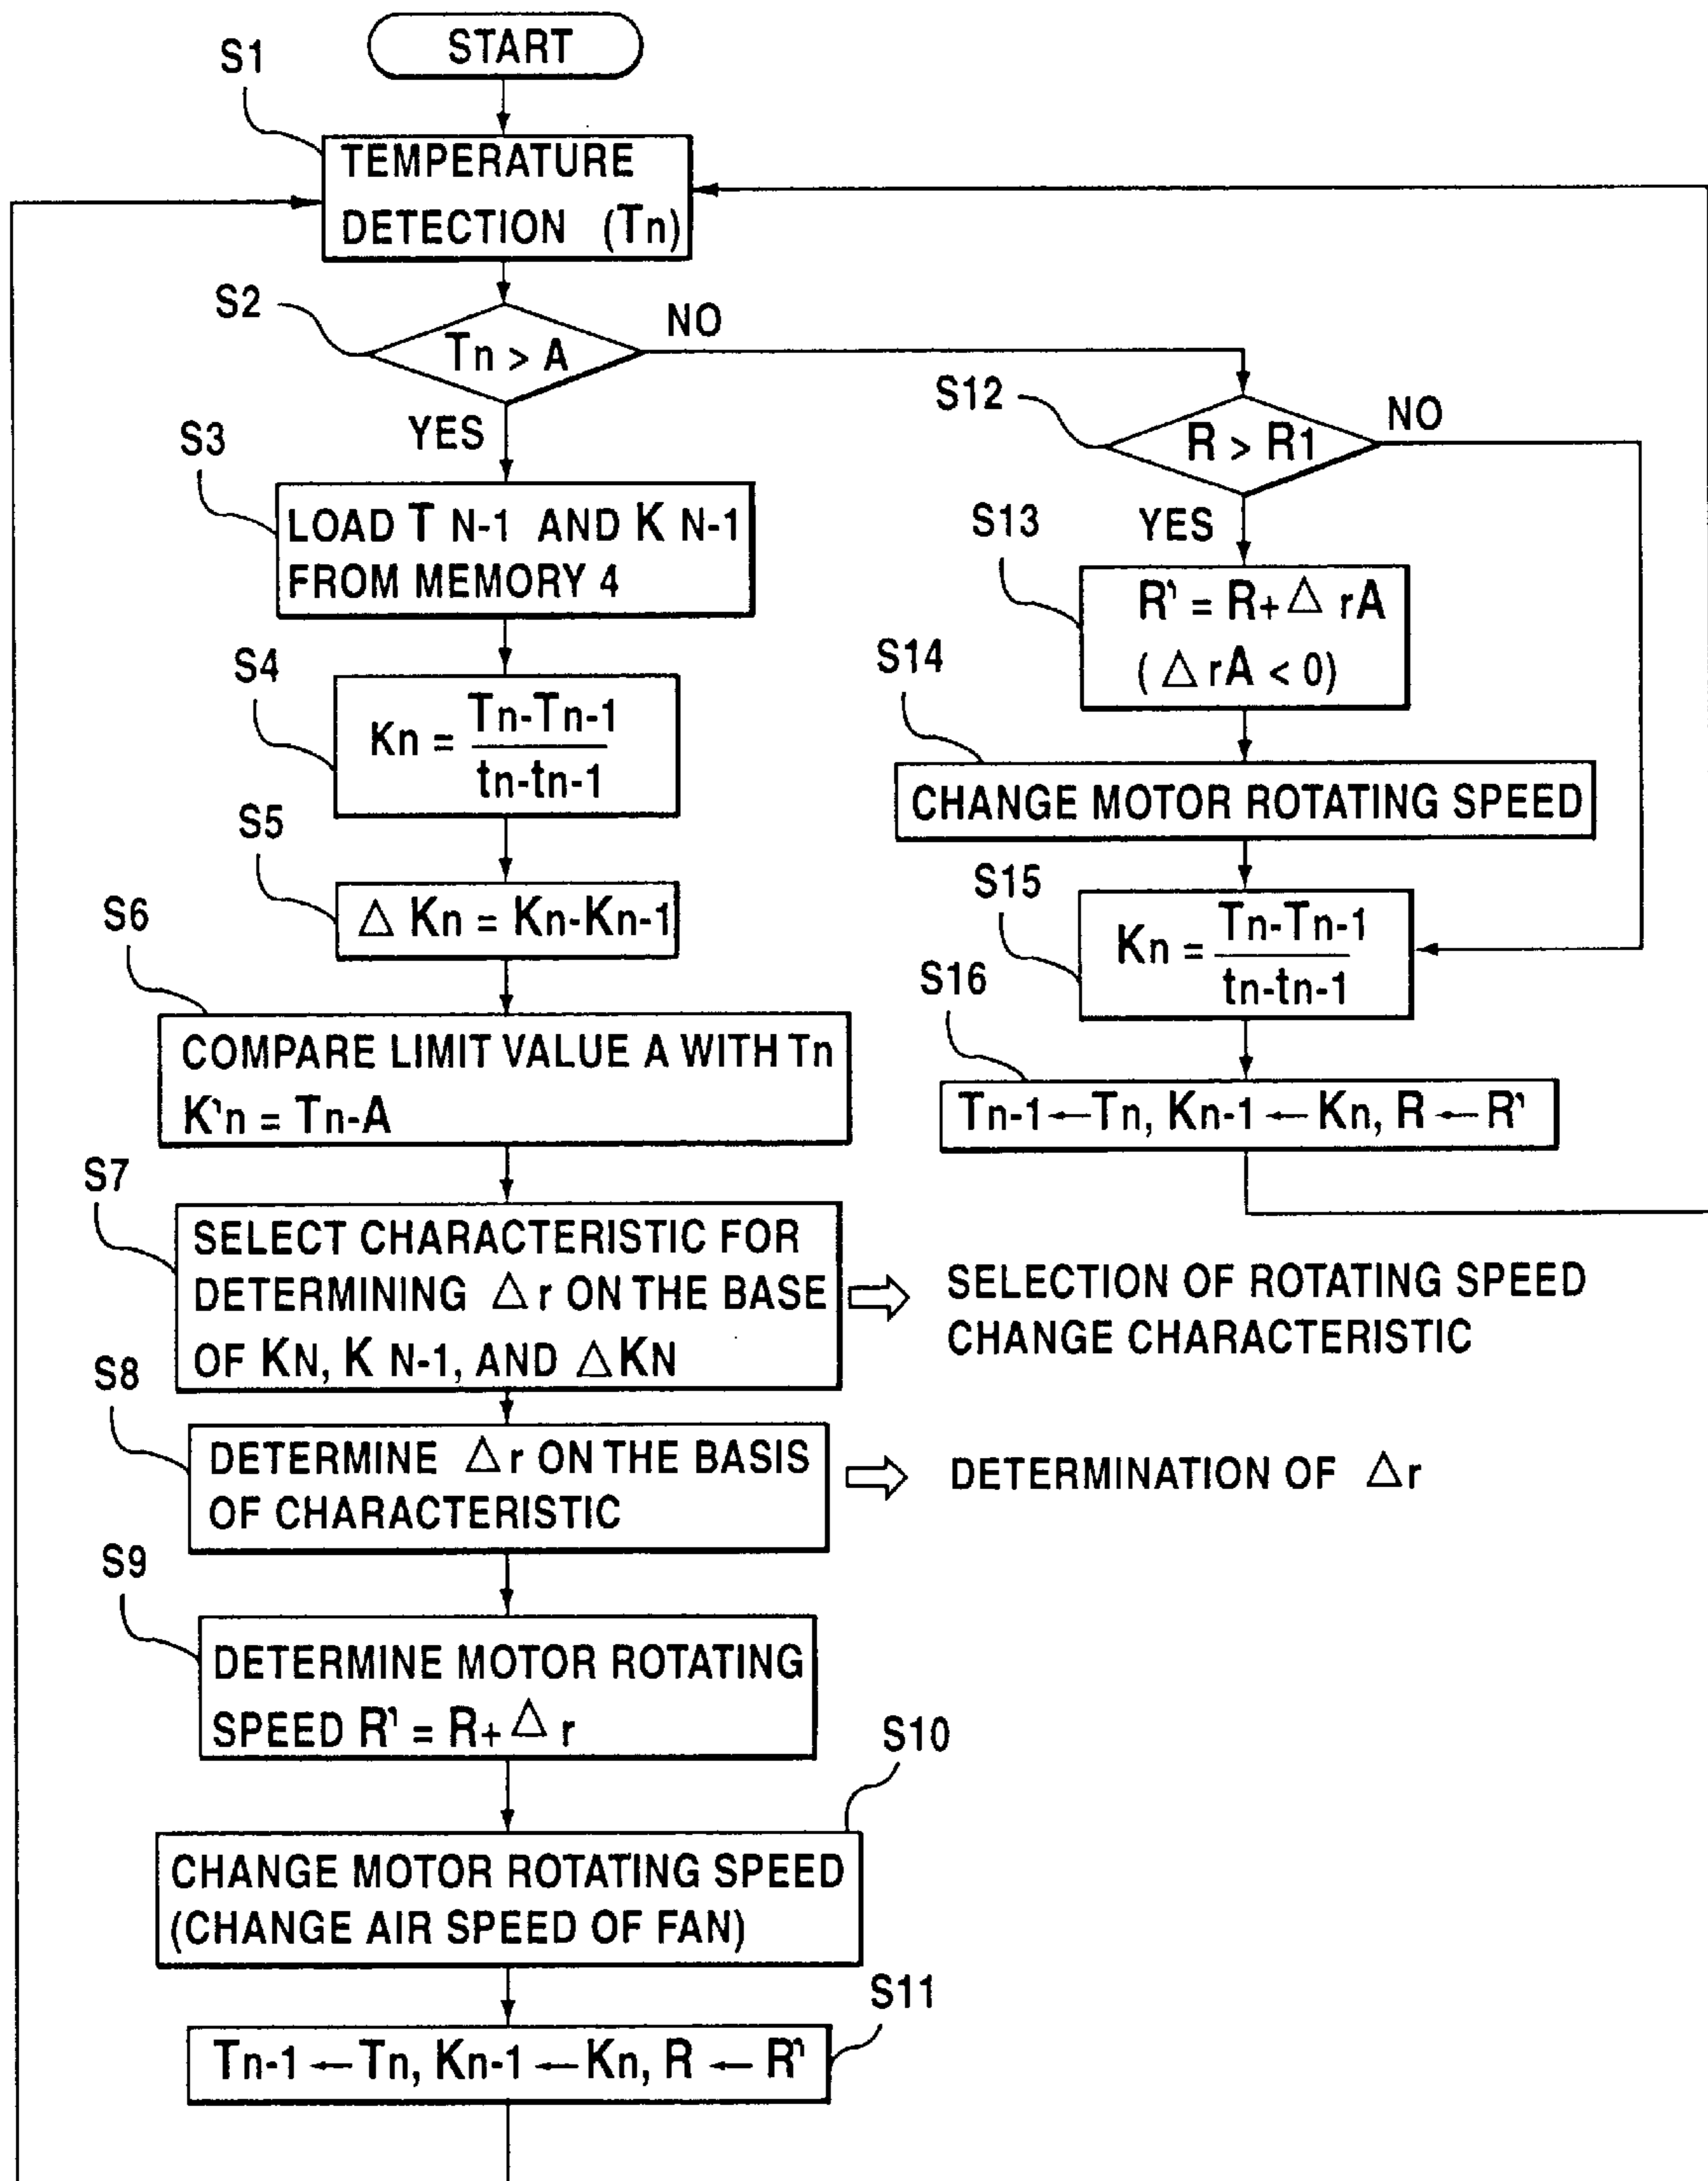 START
S1
TEMPERATURE
DETECTION (Tn)
S2
Tn > A
NO
YES
S3
LOAD T N-1 AND K N-1
FROM MEMORY 4
S4
Kn = Tn-Tn-1
tn-tn-1
S5
△ Kn = Kn-Kn-1
S6
COMPARE LIMIT VALUE A WITH Tn
K'n = Tn-A
S7
SELECT CHARACTERISTIC FOR
DETERMINING △r ON THE BASE
OF KN, K N-1, AND △KN
SELECTION OF ROTATING SPEED
CHANGE CHARACTERISTIC
S8
DETERMINE △r ON THE BASIS
OF CHARACTERISTIC
DETERMINATION OF △r
S9
DETERMINE MOTOR ROTATING
SPEED R' = R+ △ r
S10
CHANGE MOTOR ROTATING SPEED
(CHANGE AIR SPEED OF FAN)
S11
Tn-1 ← Tn, Kn-1 ← Kn, R ← R'
S12
R > R1
NO
YES
S13
R' = R+ △ rA
( △ rA < 0)
S14
CHANGE MOTOR ROTATING SPEED
S15
Kn = Tn-Tn-1
tn-tn-1
S16
Tn-1 ← Tn, Kn-1 ← Kn, R ← R'